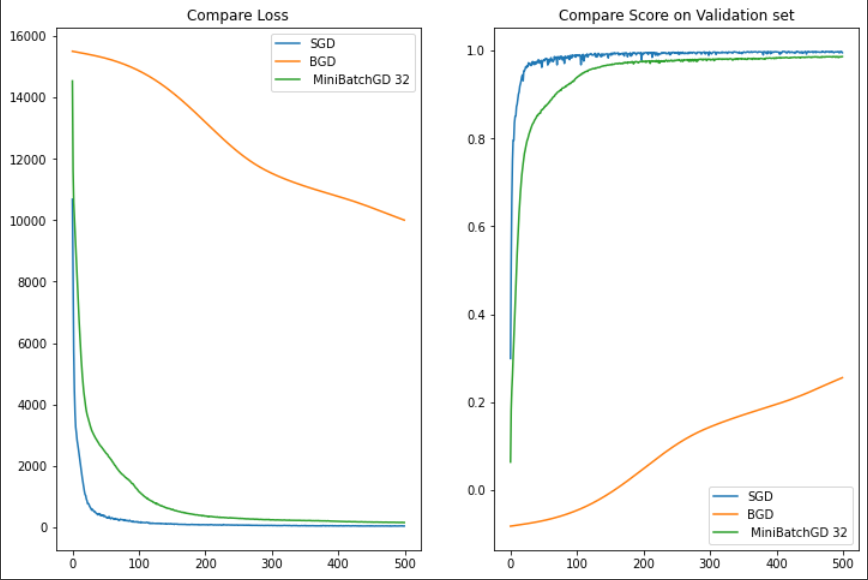 Compare Loss
16000
14000
12000
10000
8000
6000
4000
2000
0
0 100 200 300 400 500
SGD
BGD
MiniBatchGD 32
Compare Score on Validation set
1.0
0.8
0.6
0.4
0.2
0.0
0 100 200 300 400 500
SGD
BGD
MiniBatchGD 32